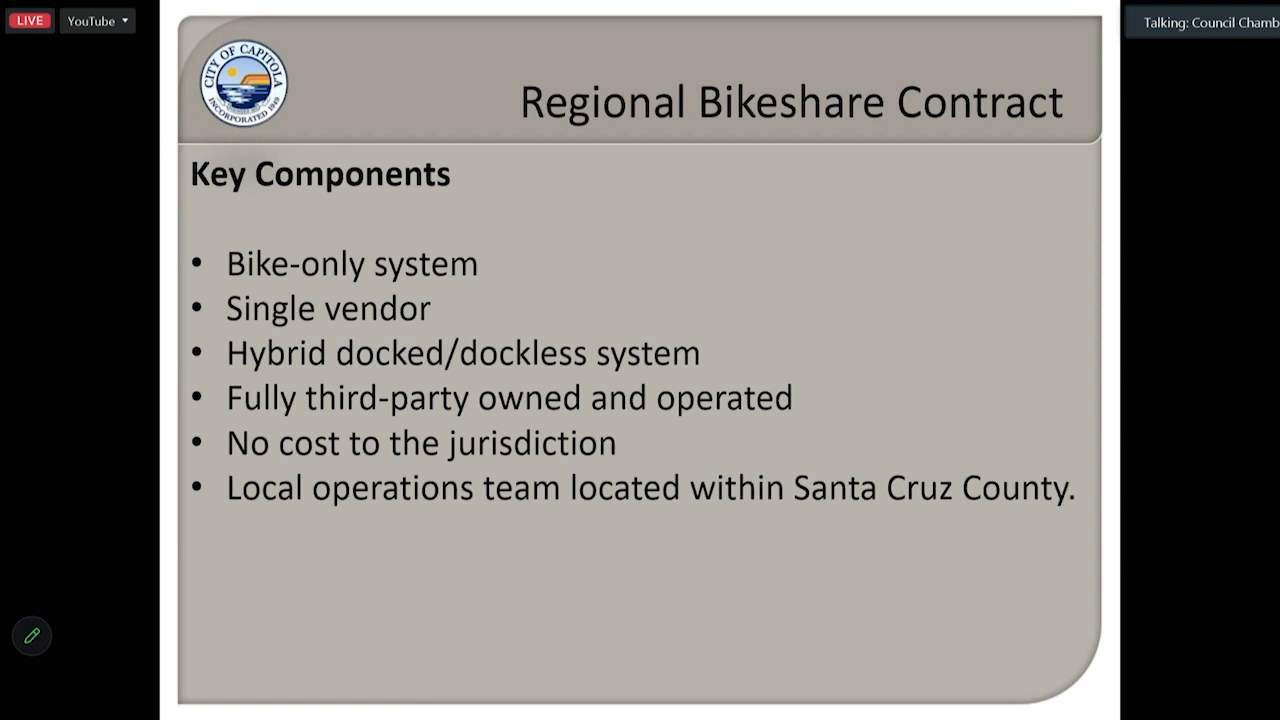 LIVE
YouTube
Talking: Council Chamb
CITY OF CAPITOLA
INCORPORATED 1949
Regional Bikeshare Contract
Key Components
• Bike-only system
• Single vendor
• Hybrid docked/dockless system
• Fully third-party owned and operated
• No cost to the jurisdiction
• Local operations team located within Santa Cruz County.